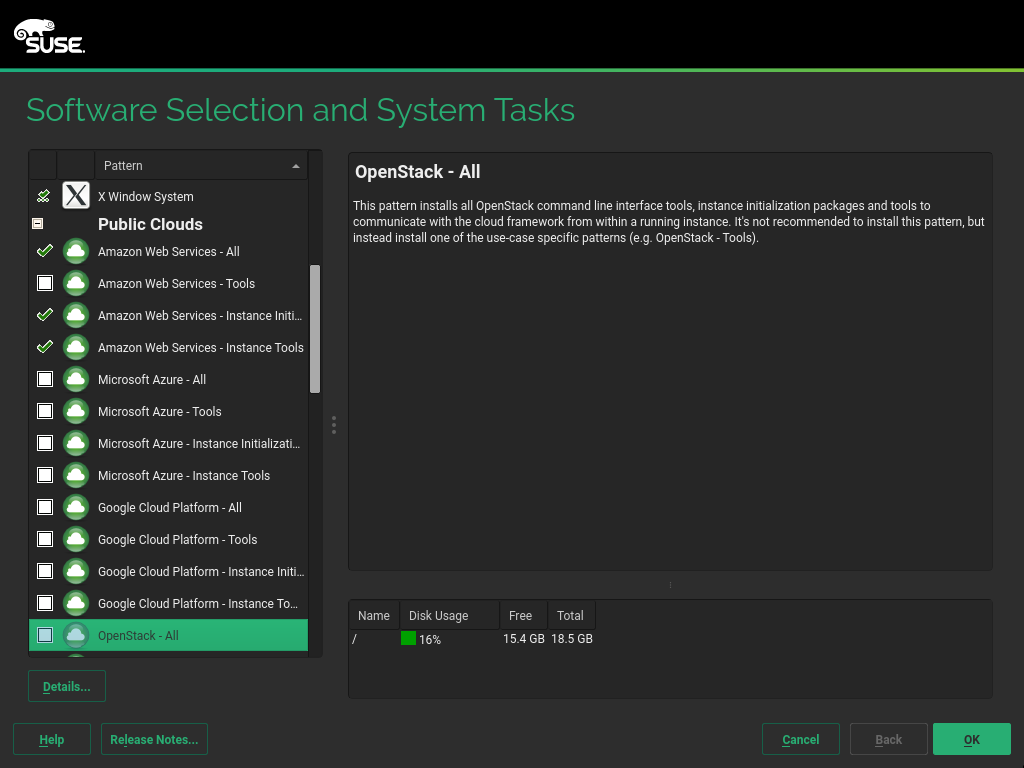 SUSE.
Software Selection and System Tasks
Pattern
X Window System
Public Clouds
Amazon Web Services - All
Amazon Web Services - Tools
Amazon Web Services - Instance Initi...
Amazon Web Services - Instance Tools
Microsoft Azure - All
Microsoft Azure - Tools
Microsoft Azure - Instance Initializati...
Microsoft Azure - Instance Tools
Google Cloud Platform - All
Google Cloud Platform - Tools
Google Cloud Platform - Instance Initi...
Google Cloud Platform - Instance To...
OpenStack - All
Details...
OpenStack - All
This pattern installs all OpenStack command line interface tools, instance initialization packages and tools to
communicate with the cloud framework from within a running instance. It's not recommended to install this pattern, but
instead install one of the use-case specific patterns (e.g. OpenStack - Tools).
Name Disk Usage Free Total
/ 16% 15.4 GB 18.5 GB
Help Release Notes... Cancel Back OK